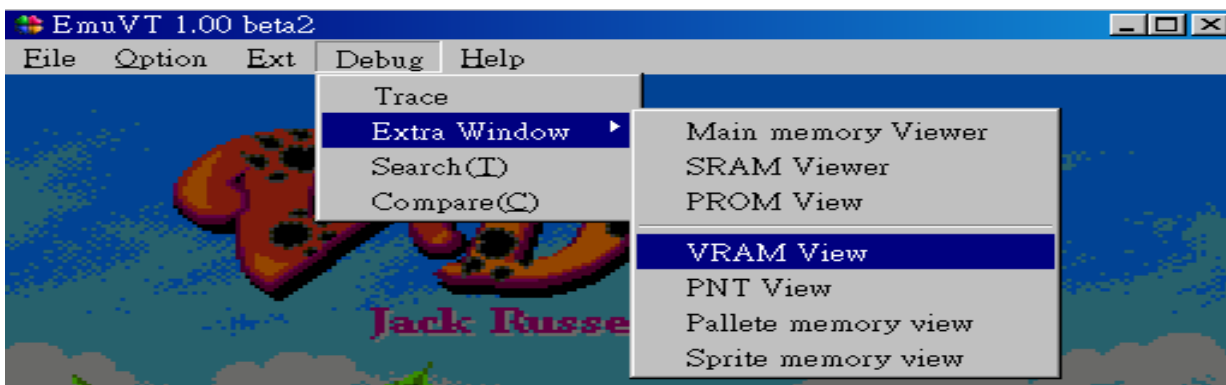 EmuVT 1.00 beta2
File Option Ext Debug Help
Trace
Extra Window
Search(T)
Compare(C)
Main memory Viewer
SRAM Viewer
PROM View
VRAM View
PNT View
Pallete memory view
Sprite memory view
Jack Russe